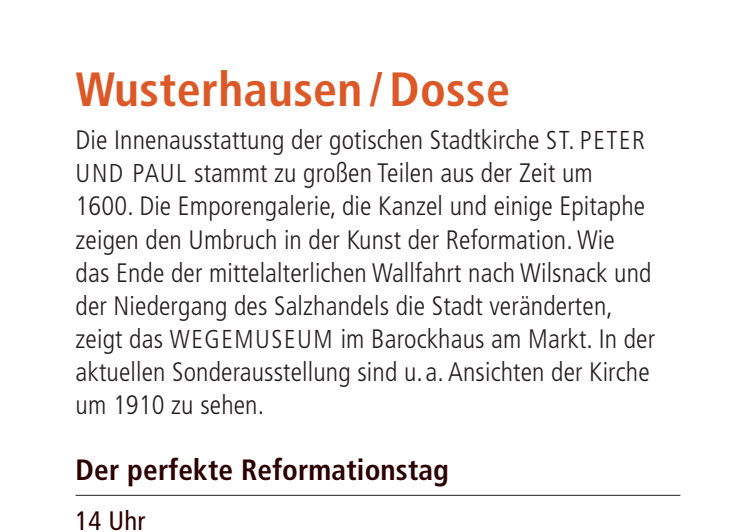 Wusterhausen / Dosse
Die Innenausstattung der gotischen Stadtkirche ST. PETER
UND PAUL stammt zu großen Teilen aus der Zeit um
1600. Die Emporengalerie, die Kanzel und einige Epitaphe
zeigen den Umbruch in der Kunst der Reformation. Wie
das Ende der mittelalterlichen Wallfahrt nach Wilsnack und
der Niedergang des Salzhandels die Stadt veränderten,
zeigt das WEGEMUSEUM im Barockhaus am Markt. In der
aktuellen Sonderausstellung sind u. a. Ansichten der Kirche
um 1910 zu sehen.
Der perfekte Reformationstag
14 Uhr